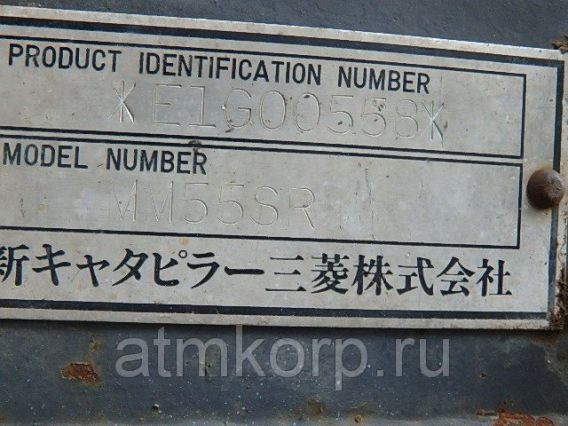 PRODUCT IDENTIFICATION NUMBER
*E1G00558*
MODEL NUMBER
MM55SR
新キャタピラー三菱株式会社
atmkorp.ru